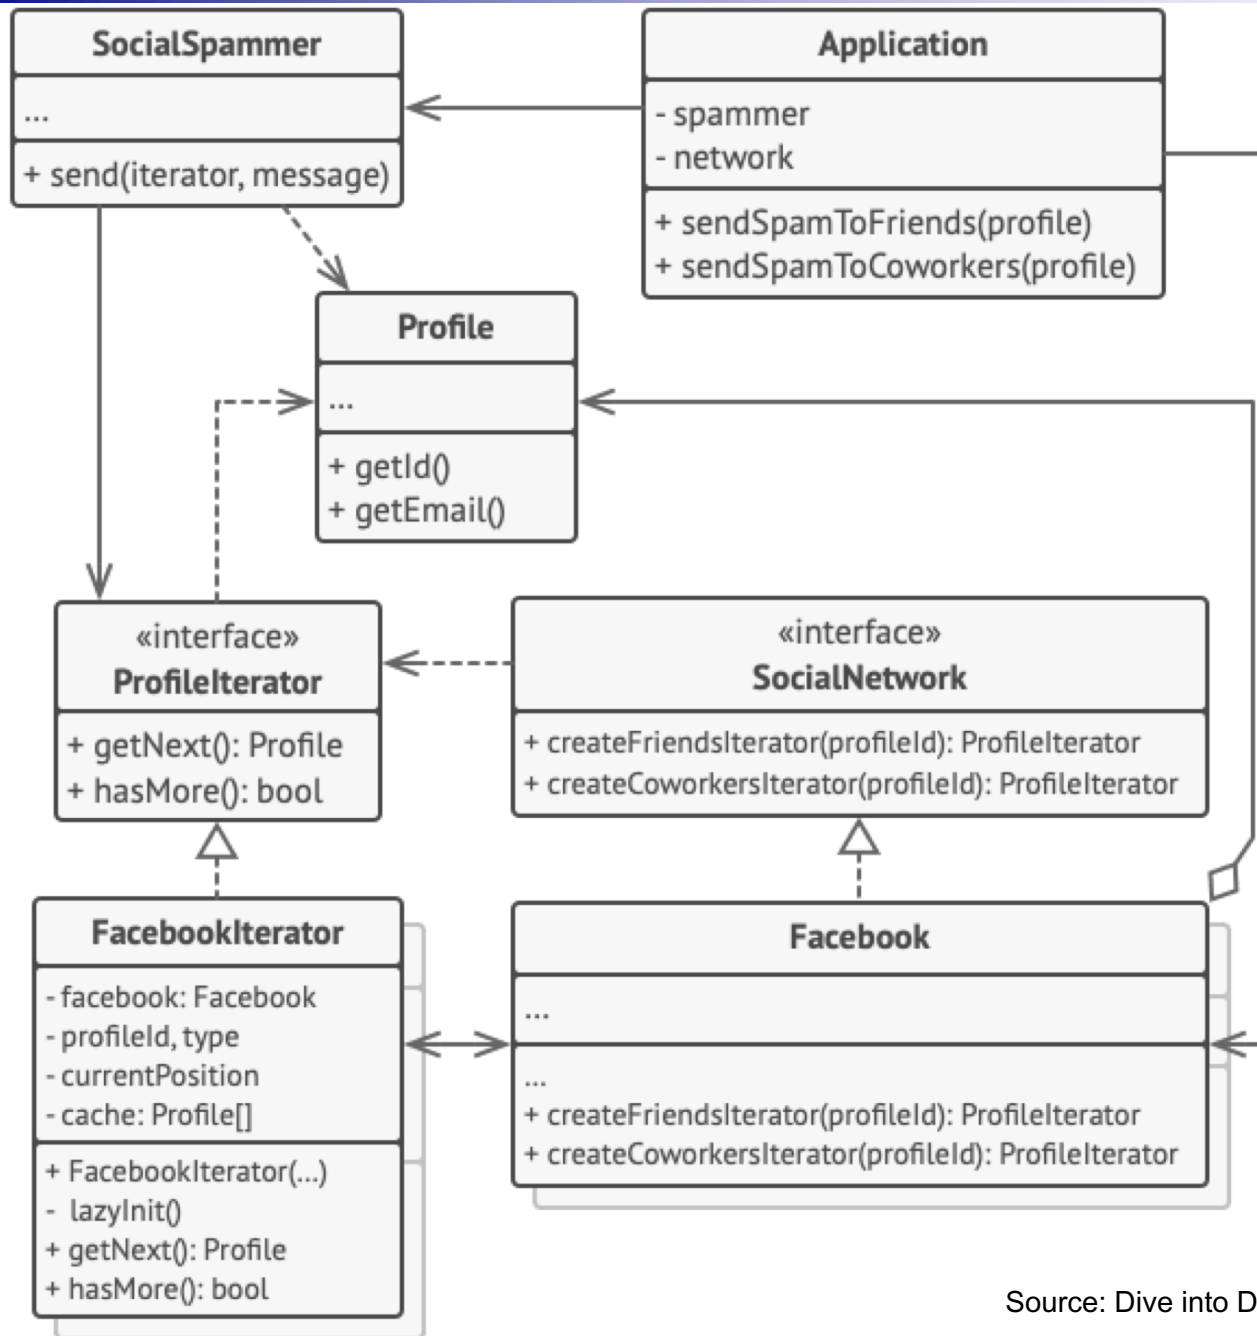 SocialSpammer
...
+ send(iterator, message)
Application
- spammer
- network
+ sendSpamToFriends(profile)
+ sendSpamToCoworkers(profile)
Profile
...
+ getId()
+ getEmail()
«interface»
ProfileIterator
+ getNext(): Profile
+ hasMore(): bool
«interface»
SocialNetwork
+ createFriendsIterator(profileId): ProfileIterator
+ createCoworkersIterator(profileId): ProfileIterator
FacebookIterator
- facebook: Facebook
- profileId, type
- currentPosition
- cache: Profile[]
+ FacebookIterator(...)
- lazyInit()
+ getNext(): Profile
+ hasMore(): bool
Facebook
...
...
+ createFriendsIterator(profileId): ProfileIterator
+ createCoworkersIterator(profileId): ProfileIterator
Source: Dive into D